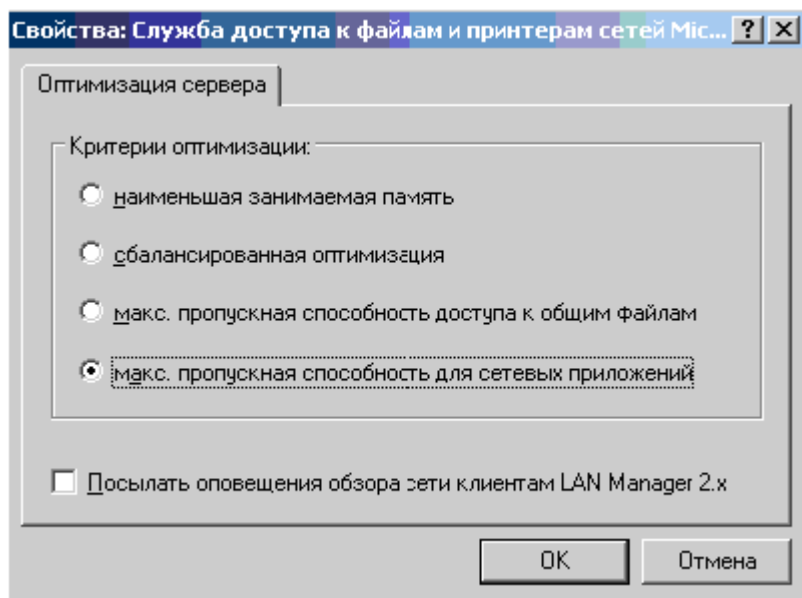 Свойства: Служба доступа к файлам и принтерам сетей Mic...
Оптимизация сервера
Критерии оптимизации:
наименьшая занимаемая память
сбалансированная оптимизация
макс. пропускная способность доступа к общим файлам
макс. пропускная способность для сетевых приложений
Посылать оповещения обзора сети клиентам LAN Manager 2.x
OK Отмена